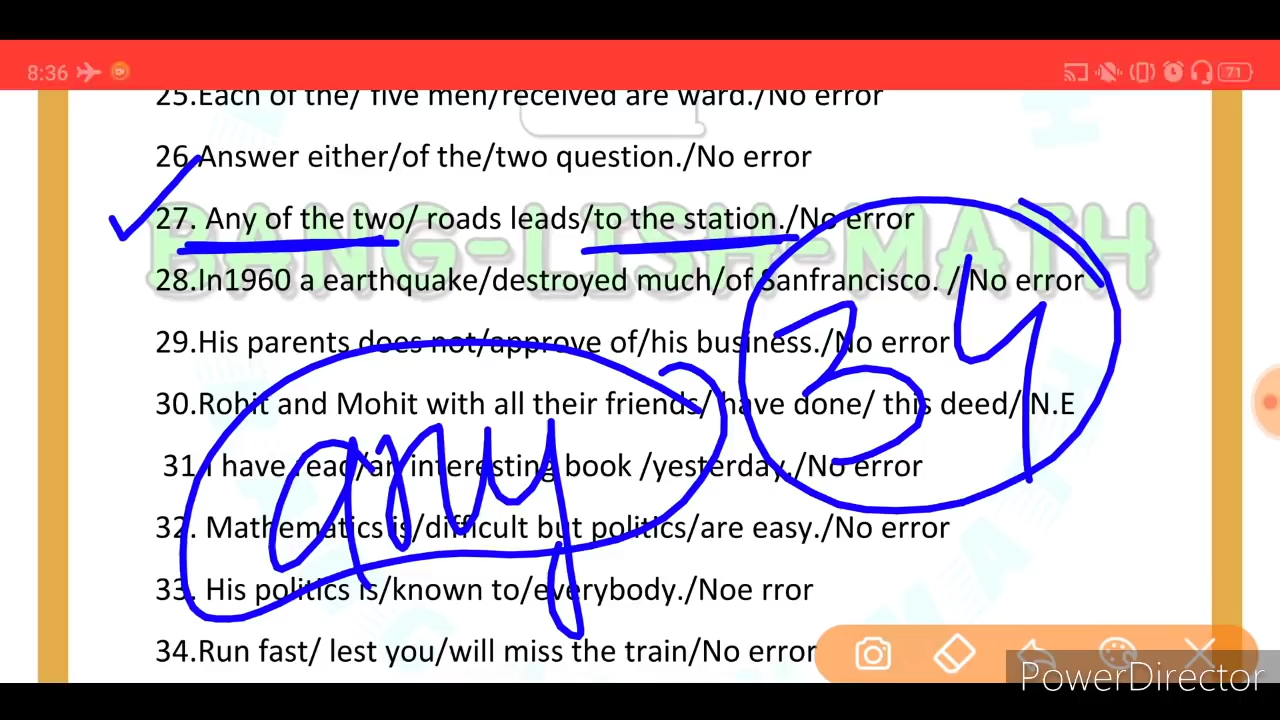 8:36
71
25.Each of the/ five men/received are ward./No error
26.Answer either/of the/two question./No error
27. Any of the two/ roads leads/to the station./No error
28.In1960 a earthquake/destroyed much/of Sanfrancisco. /No error
29.His parents does not/approve of/his business./No error
30.Rohit and Mohit with all their friends/ have done/ this deed/ N.E
31.I have read/an interesting book /yesterday./No error
32. Mathematics is/difficult but politics/are easy./No error
33. His politics is/known to/everybody./Noe rror
34.Run fast/ lest you/will miss the train/No error
any
34
BANG-LISH-MATH
PowerDirector